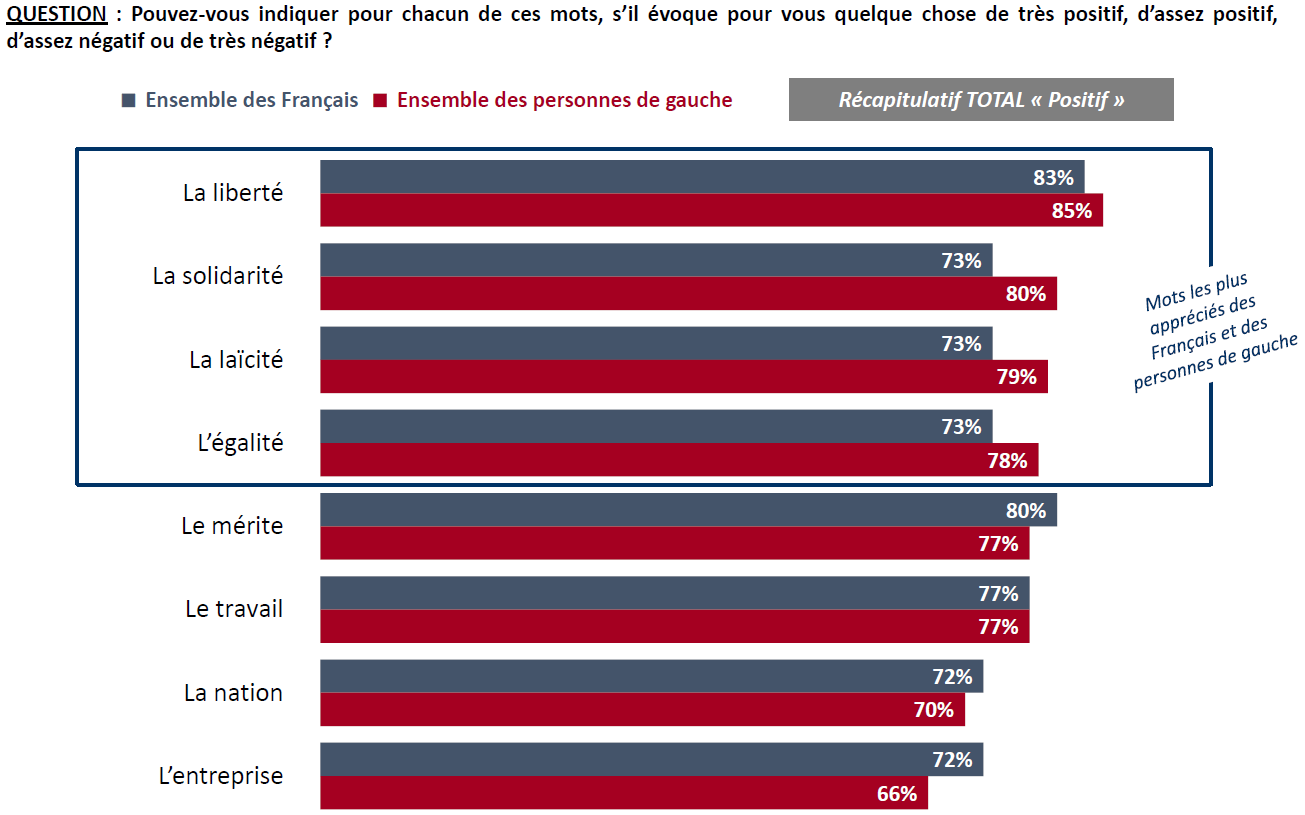 QUESTION : Pouvez-vous indiquer pour chacun de ces mots, s’il évoque pour vous quelque chose de très positif, d’assez positif,
d’assez négatif ou de très négatif ?
Ensemble des Français
Ensemble des personnes de gauche
Récapitulatif TOTAL « Positif »
La liberté
83%
85%
La solidarité
73%
80%
La laïcité
73%
79%
L’égalité
73%
78%
Mots les plus
appréciés des
Français et des
personnes de gauche
Le mérite
80%
77%
Le travail
77%
77%
La nation
72%
70%
L’entreprise
72%
66%